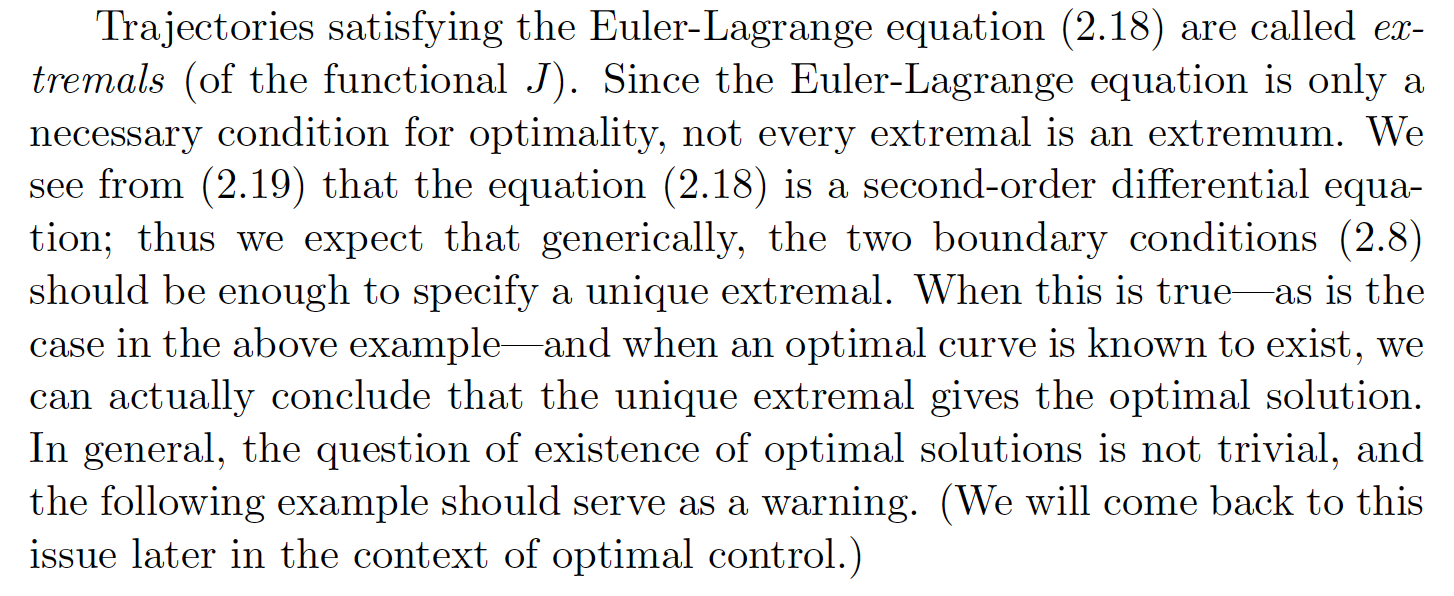 Trajectories satisfying the Euler-Lagrange equation (2.18) are called ex-
tremals (of the functional J). Since the Euler-Lagrange equation is only a
necessary condition for optimality, not every extremal is an extremum. We
see from (2.19) that the equation (2.18) is a second-order differential equa-
tion; thus we expect that generically, the two boundary conditions (2.8)
should be enough to specify a unique extremal. When this is true—as is the
case in the above example—and when an optimal curve is known to exist, we
can actually conclude that the unique extremal gives the optimal solution.
In general, the question of existence of optimal solutions is not trivial, and
the following example should serve as a warning. (We will come back to this
issue later in the context of optimal control.)